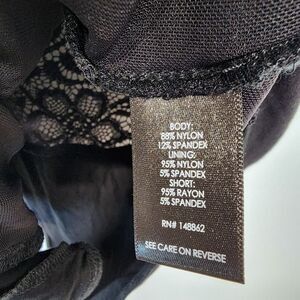 BODY:
88% NYLON
12% SPANDEX
LINING:
95% NYLON
5% SPANDEX
SHORT:
95% RAYON
5% SPANDEX
RN# 148862
SEE CARE ON REVERSE